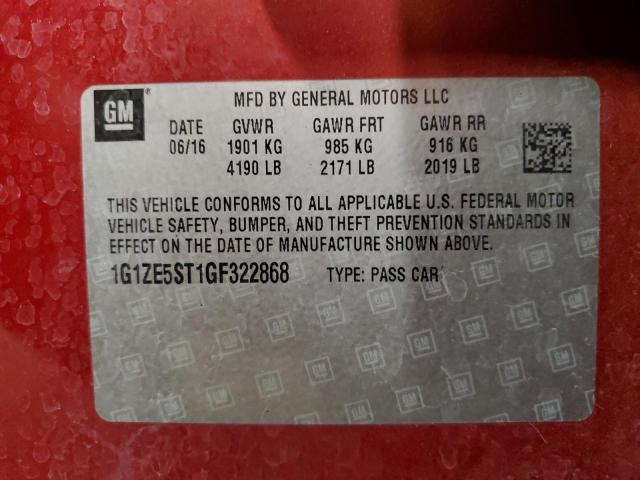 GM
MFD BY GENERAL MOTORS LLC
DATE GVWR GAWR FRT GAWR RR
06/16 1901 KG 985 KG 916 KG
4190 LB 2171 LB 2019 LB
THIS VEHICLE CONFORMS TO ALL APPLICABLE U.S. FEDERAL MOTOR
VEHICLE SAFETY, BUMPER, AND THEFT PREVENTION STANDARDS IN
EFFECT ON THE DATE OF MANUFACTURE SHOWN ABOVE.
1G1ZE5ST1GF322868 TYPE: PASS CAR